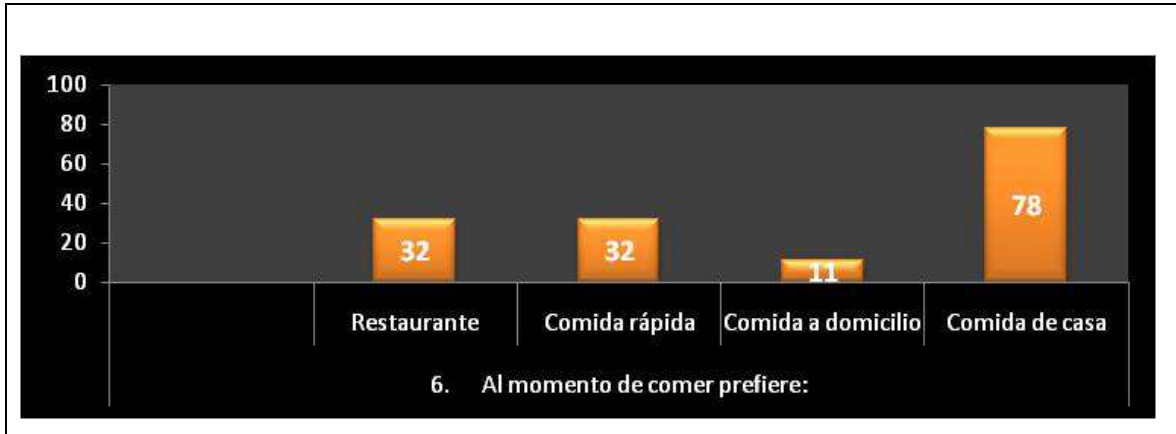 100
80
60
40
20
0
32
32
11
78
Restaurante
Comida rápida
Comida a domicilio
Comida de casa
6. Al momento de comer prefiere: